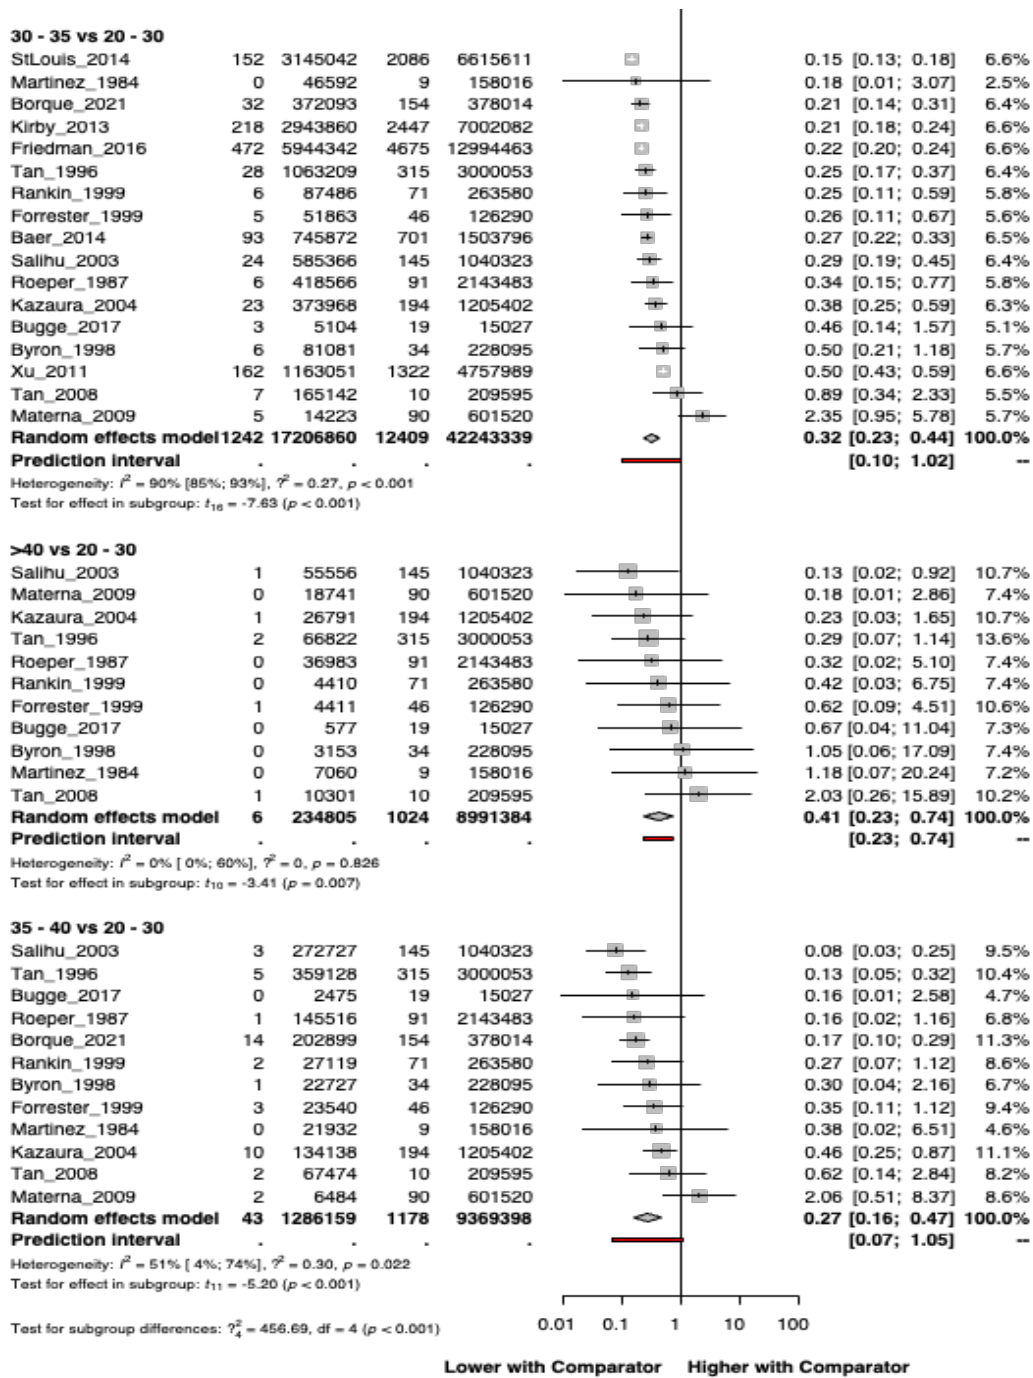 30 - 35 vs 20 - 30
StLouis_2014 152 3145042 2086 6615611 0.15 [0.13; 0.18] 6.6%
Martinez_1984 0 46592 9 158016 0.18 [0.01; 3.07] 2.5%
Borque_2021 32 372093 154 378014 0.21 [0.14; 0.31] 6.4%
Kirby_2013 218 2943860 2447 7002082 0.21 [0.18; 0.24] 6.6%
Friedman_2016 472 5944342 4675 12994463 0.22 [0.20; 0.24] 6.6%
Tan_1996 28 1063209 315 3000053 0.25 [0.17; 0.37] 6.4%
Rankin_1999 6 87486 71 263580 0.25 [0.11; 0.59] 5.8%
Forrester_1999 5 51863 46 126290 0.26 [0.11; 0.67] 5.6%
Baer_2014 93 745872 701 1503796 0.27 [0.22; 0.33] 6.5%
Salihu_2003 24 585366 145 1040323 0.29 [0.19; 0.45] 6.4%
Roeper_1987 6 418566 91 2143483 0.34 [0.15; 0.77] 5.8%
Kazaura_2004 23 373968 194 1205402 0.38 [0.25; 0.59] 6.3%
Bugge_2017 3 5104 19 15027 0.46 [0.14; 1.57] 5.1%
Byron_1998 6 81081 34 228095 0.50 [0.21; 1.18] 5.7%
Xu_2011 162 1163051 1322 4757989 0.50 [0.43; 0.59] 6.6%
Tan_2008 7 165142 10 209595 0.89 [0.34; 2.33] 5.5%
Materna_2009 5 14223 90 601520 2.35 [0.95; 5.78] 5.7%
Random effects model 1242 17206860 12409 42243339 0.32 [0.23; 0.44] 100.0%
Prediction interval . . . . [0.10; 1.02] --
Heterogeneity: I² = 90% [85%; 93%], ?² = 0.27, p < 0.001
Test for effect in subgroup: t₁₆ = -7.63 (p < 0.001)
>40 vs 20 - 30
Salihu_2003 1 55556 145 1040323 0.13 [0.02; 0.92] 10.7%
Materna_2009 0 18741 90 601520 0.18 [0.01; 2.86] 7.4%
Kazaura_2004 1 26791 194 1205402 0.23 [0.03; 1.65] 10.7%
Tan_1996 2 66822 315 3000053 0.29 [0.07; 1.14] 13.6%
Roeper_1987 0 36983 91 2143483 0.32 [0.02; 5.10] 7.4%
Rankin_1999 0 4410 71 263580 0.42 [0.03; 6.75] 7.4%
Forrester_1999 1 4411 46 126290 0.62 [0.09; 4.51] 10.6%
Bugge_2017 0 577 19 15027 0.67 [0.04; 11.04] 7.3%
Byron_1998 0 3153 34 228095 1.05 [0.06; 17.09] 7.4%
Martinez_1984 0 7060 9 158016 1.18 [0.07; 20.24] 7.2%
Tan_2008 1 10301 10 209595 2.03 [0.26; 15.89] 10.2%
Random effects model 6 234805 1024 8991384 0.41 [0.23; 0.74] 100.0%
Prediction interval . . . . [0.23; 0.74] --
Heterogeneity: I² = 0% [ 0%; 60%], ?² = 0, p = 0.826
Test for effect in subgroup: t₁₀ = -3.41 (p = 0.007)
35 - 40 vs 20 - 30
Salihu_2003 3 272727 145 1040323 0.08 [0.03; 0.25] 9.5%
Tan_1996 5 359128 315 3000053 0.13 [0.05; 0.32] 10.4%
Bugge_2017 0 2475 19 15027 0.16 [0.01; 2.58] 4.7%
Roeper_1987 1 145516 91 2143483 0.16 [0.02; 1.16] 6.8%
Borque_2021 14 202899 154 378014 0.17 [0.10; 0.29] 11.3%
Rankin_1999 2 27119 71 263580 0.27 [0.07; 1.12] 8.6%
Byron_1998 1 22727 34 228095 0.30 [0.04; 2.16] 6.7%
Forrester_1999 3 23540 46 126290 0.35 [0.11; 1.12] 9.4%
Martinez_1984 0 21932 9 158016 0.38 [0.02; 6.51] 4.6%
Kazaura_2004 10 134138 194 1205402 0.46 [0.25; 0.87] 11.1%
Tan_2008 2 67474 10 209595 0.62 [0.14; 2.84] 8.2%
Materna_2009 2 6484 90 601520 2.06 [0.51; 8.37] 8.6%
Random effects model 43 1286159 1178 9369398 0.27 [0.16; 0.47] 100.0%
Prediction interval . . . . [0.07; 1.05] --
Heterogeneity: I² = 51% [ 4%; 74%], ?² = 0.30, p = 0.022
Test for effect in subgroup: t₁₁ = -5.20 (p < 0.001)
Test for subgroup differences: ?²₄ = 456.69, df = 4 (p < 0.001)
0.01 0.1 1 10 100
Lower with Comparator Higher with Comparator